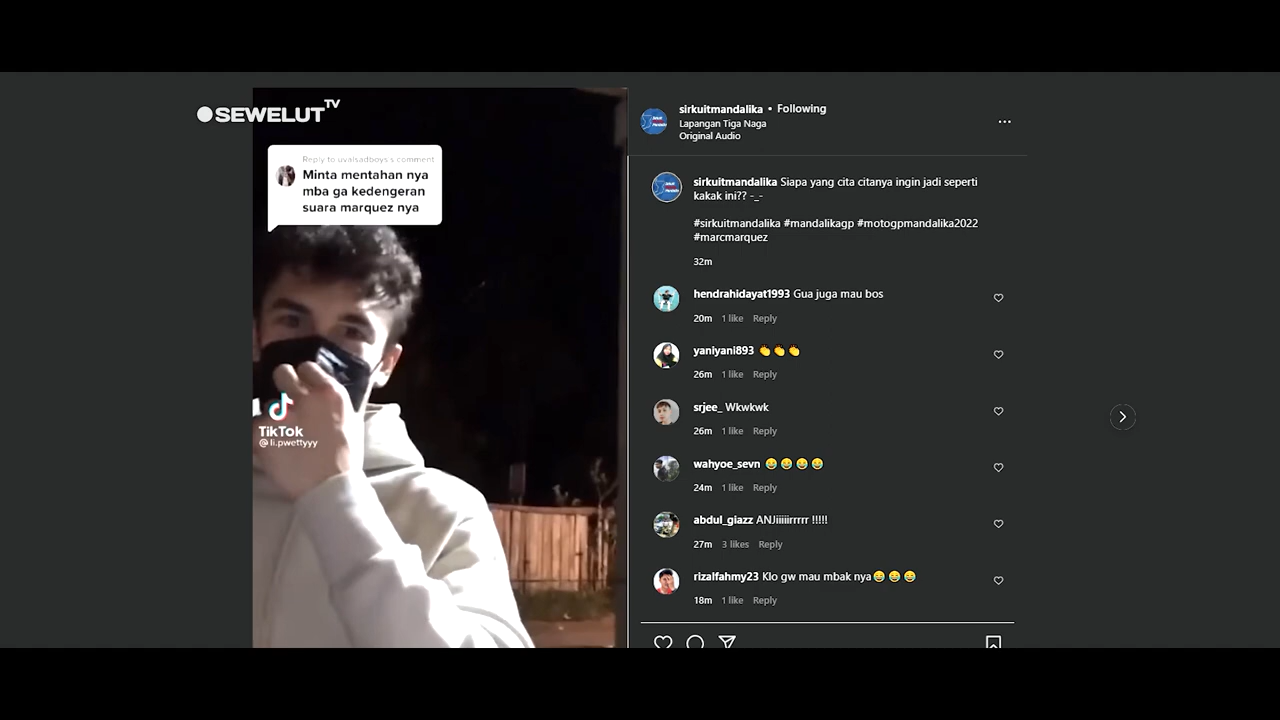 SEWELUT TV
Reply to uvaisadboys's comment
Minta mentahan nya
mba ga kedengeran
suara marquez nya
TikTok
@li.pwettyyy
sirkuitmandalika • Following
Lapangan Tiga Naga
Original Audio
sirkuitmandalika Siapa yang cita citanya ingin jadi seperti
kakak ini?? -_-
#sirkuitmandalika #mandalikagp #motogpmandalika2022
#marcmarquez
32m
hendrahidayat1993 Gua juga mau bos
20m 1 like Reply
yaniyani893 👏👏👏
26m 1 like Reply
srjee_ Wkwkwk
26m 1 like Reply
wahyoe_sevn 😂😂😂😂
24m 1 like Reply
abdul_giazz ANJiiiiiirrrrr !!!!!
27m 3 likes Reply
rizalfahmy23 Klo gw mau mbak nya😂😂😂
18m 1 like Reply